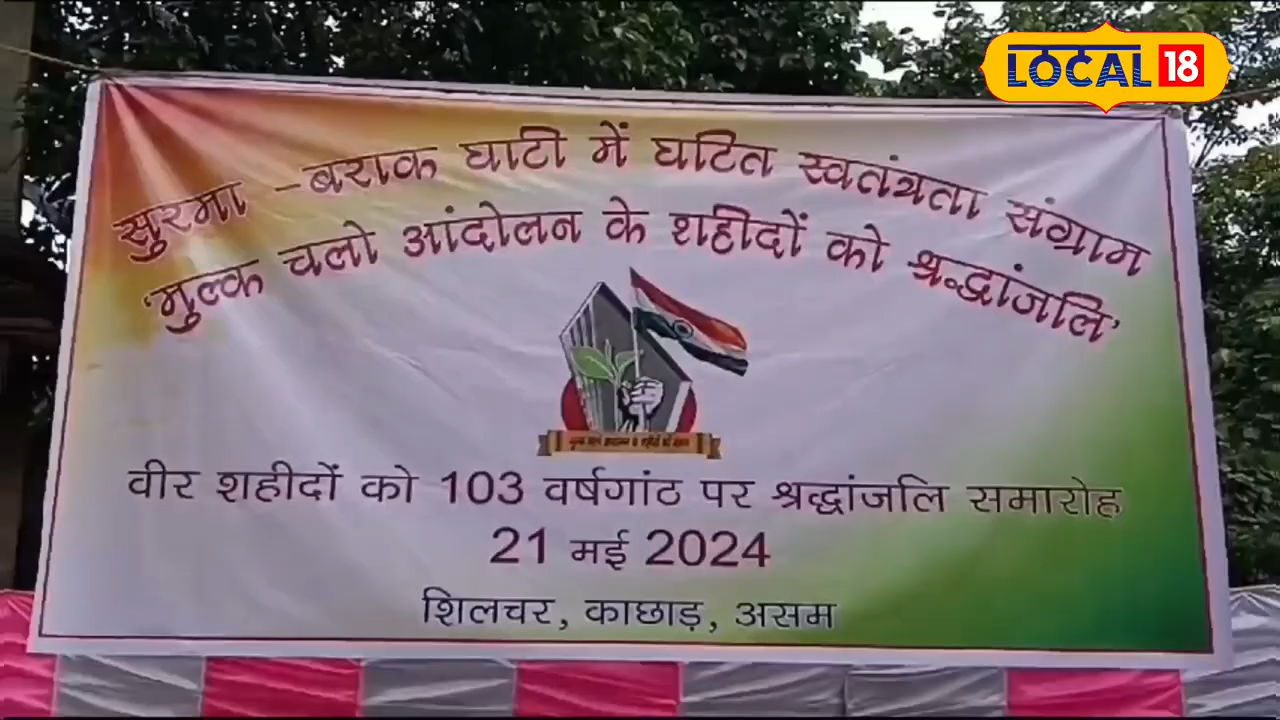 LOCAL 18
सुरमा -बराक घाटी में घटित स्वतंत्रता संग्राम
'मुल्क चलो आंदोलन के शहीदों को श्रद्धांजलि'
वीर शहीदों को 103 वर्षगांठ पर श्रद्धांजलि समारोह
21 मई 2024
शिलचर, काछाड़, असम